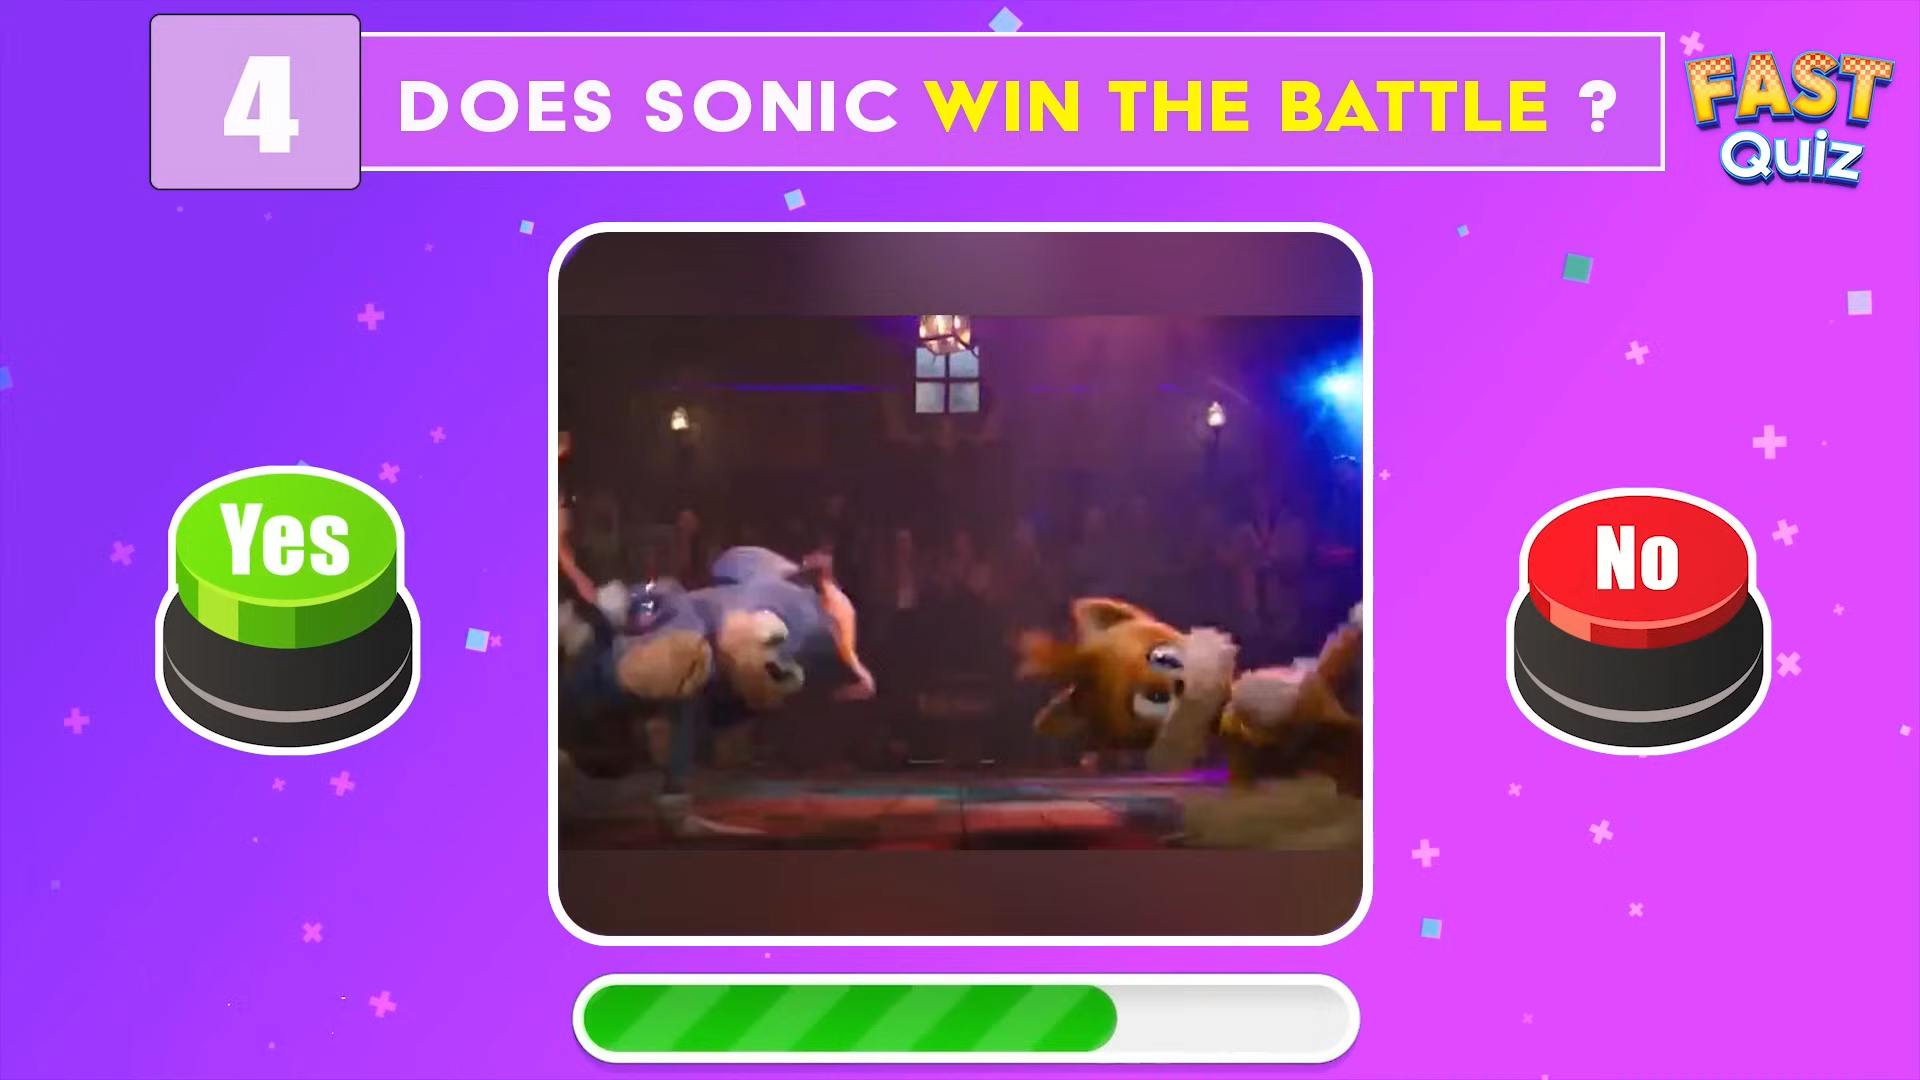 4
DOES SONIC WIN THE BATTLE ?
FAST
Quiz
Yes
No